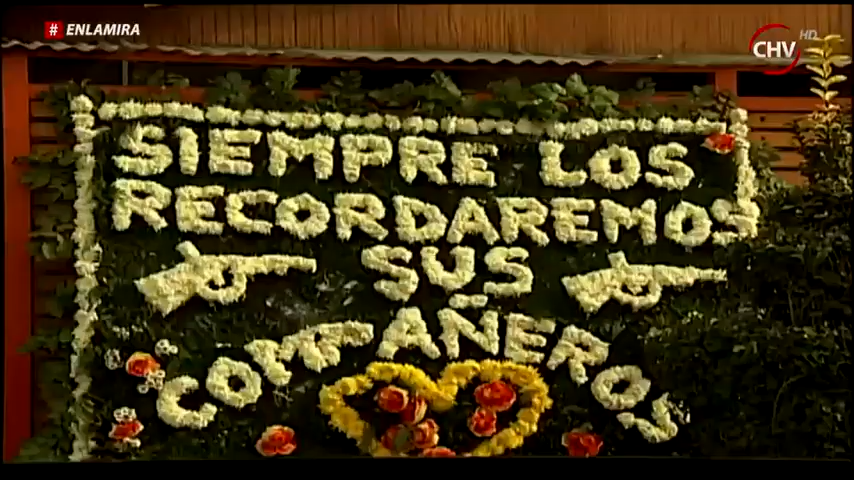 # ENLAMIRA
CHV HD
SIEMPRE LOS
RECORDAREMOS
SUS
COMPAÑEROS